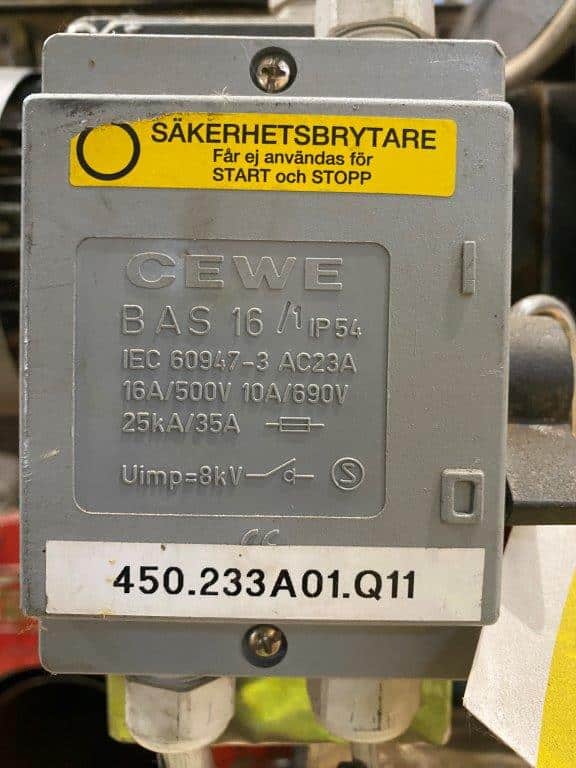 SÄKERHETSBRYTARE
Får ej användas för
START och STOPP
CEWE
BAS 16/1 IP54
IEC 60947-3 AC23A
16A/500V 10A/690V
25kA/35A
Uimp=8kV S
I
0
450.233A01.Q11